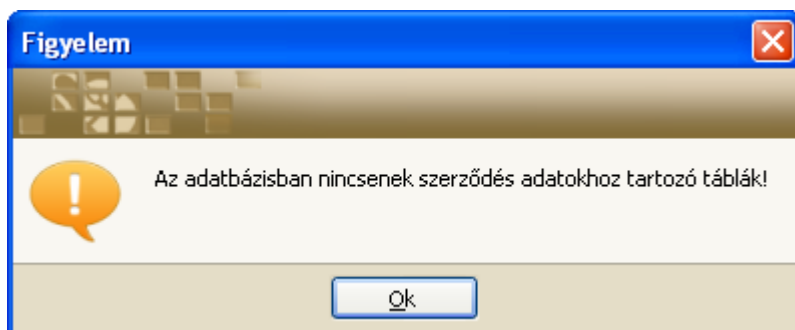 Figyelem
Az adatbázisban nincsenek szerződés adatokhoz tartozó táblák!
Ok